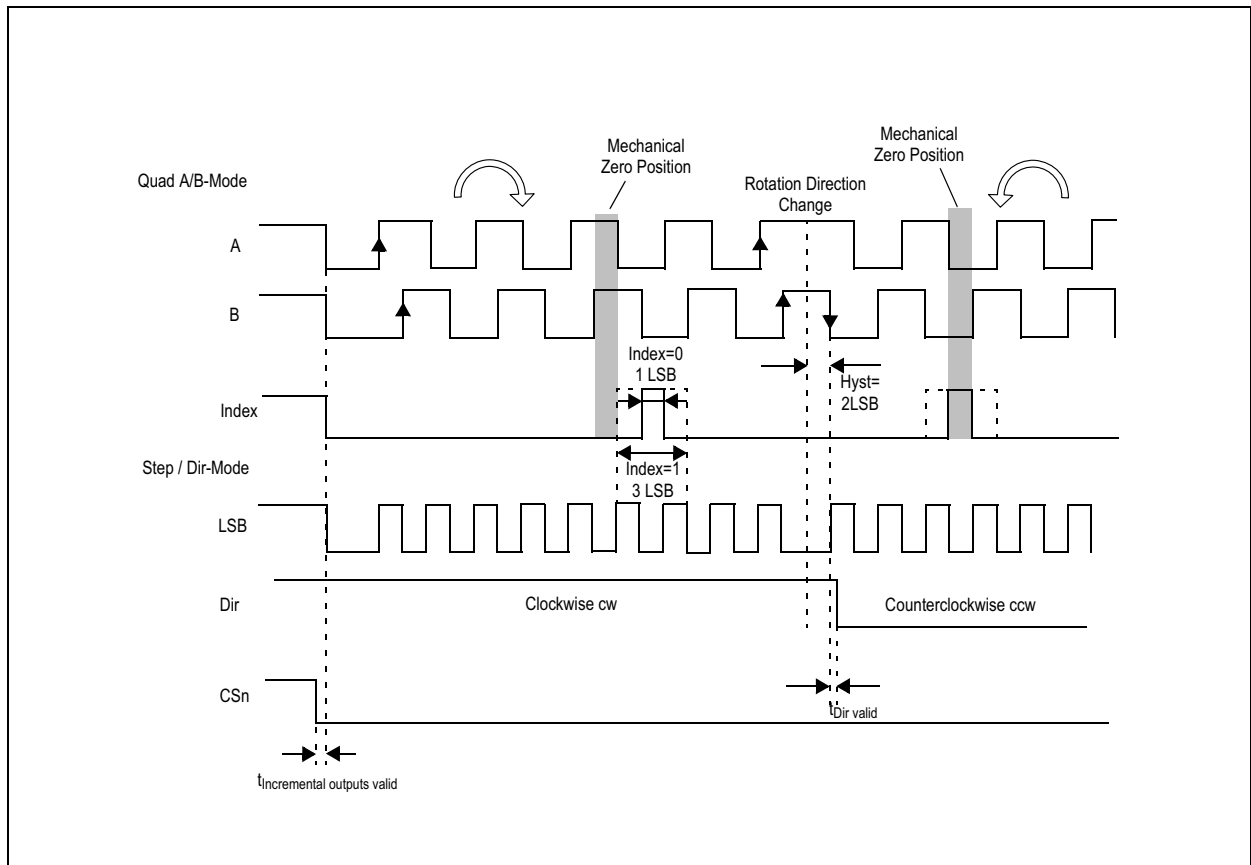 Mechanical
Zero Position
Mechanical
Zero Position
Quad A/B-Mode
Rotation Direction
Change
A
B
Index=0
1 LSB
Hyst=
2LSB
Index
Step / Dir-Mode
Index=1
3 LSB
LSB
Dir
Clockwise cw
Counterclockwise ccw
CSn
tDir valid
tIncremental outputs valid